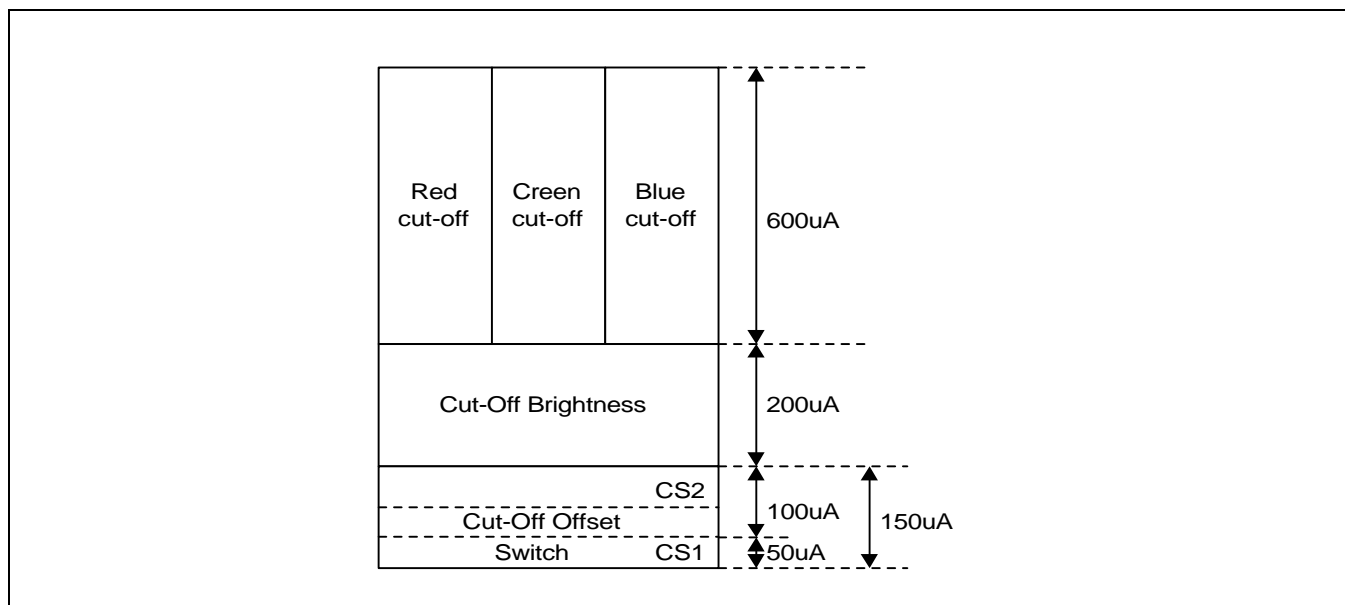 Red
cut-off
Creen
cut-off
Blue
cut-off
600uA
Cut-Off Brightness
200uA
CS2
Cut-Off Offset
100uA
150uA
Switch
CS1
50uA